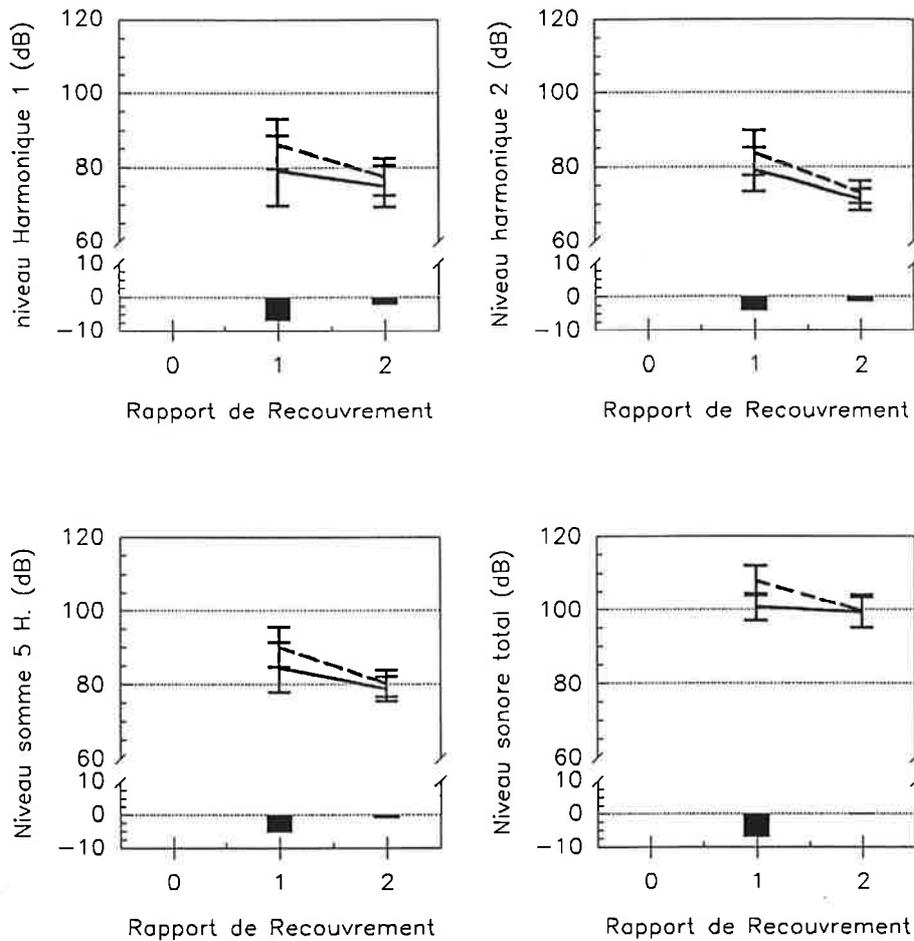 niveau Harmonique 1 (dB)
120
100
80
60
10
0
−10
0 1 2
Rapport de Recouvrement
Niveau harmonique 2 (dB)
120
100
80
60
10
0
−10
0 1 2
Rapport de Recouvrement
Niveau somme 5 H. (dB)
120
100
80
60
10
0
−10
0 1 2
Rapport de Recouvrement
Niveau sonore total (dB)
120
100
80
60
10
0
−10
0 1 2
Rapport de Recouvrement